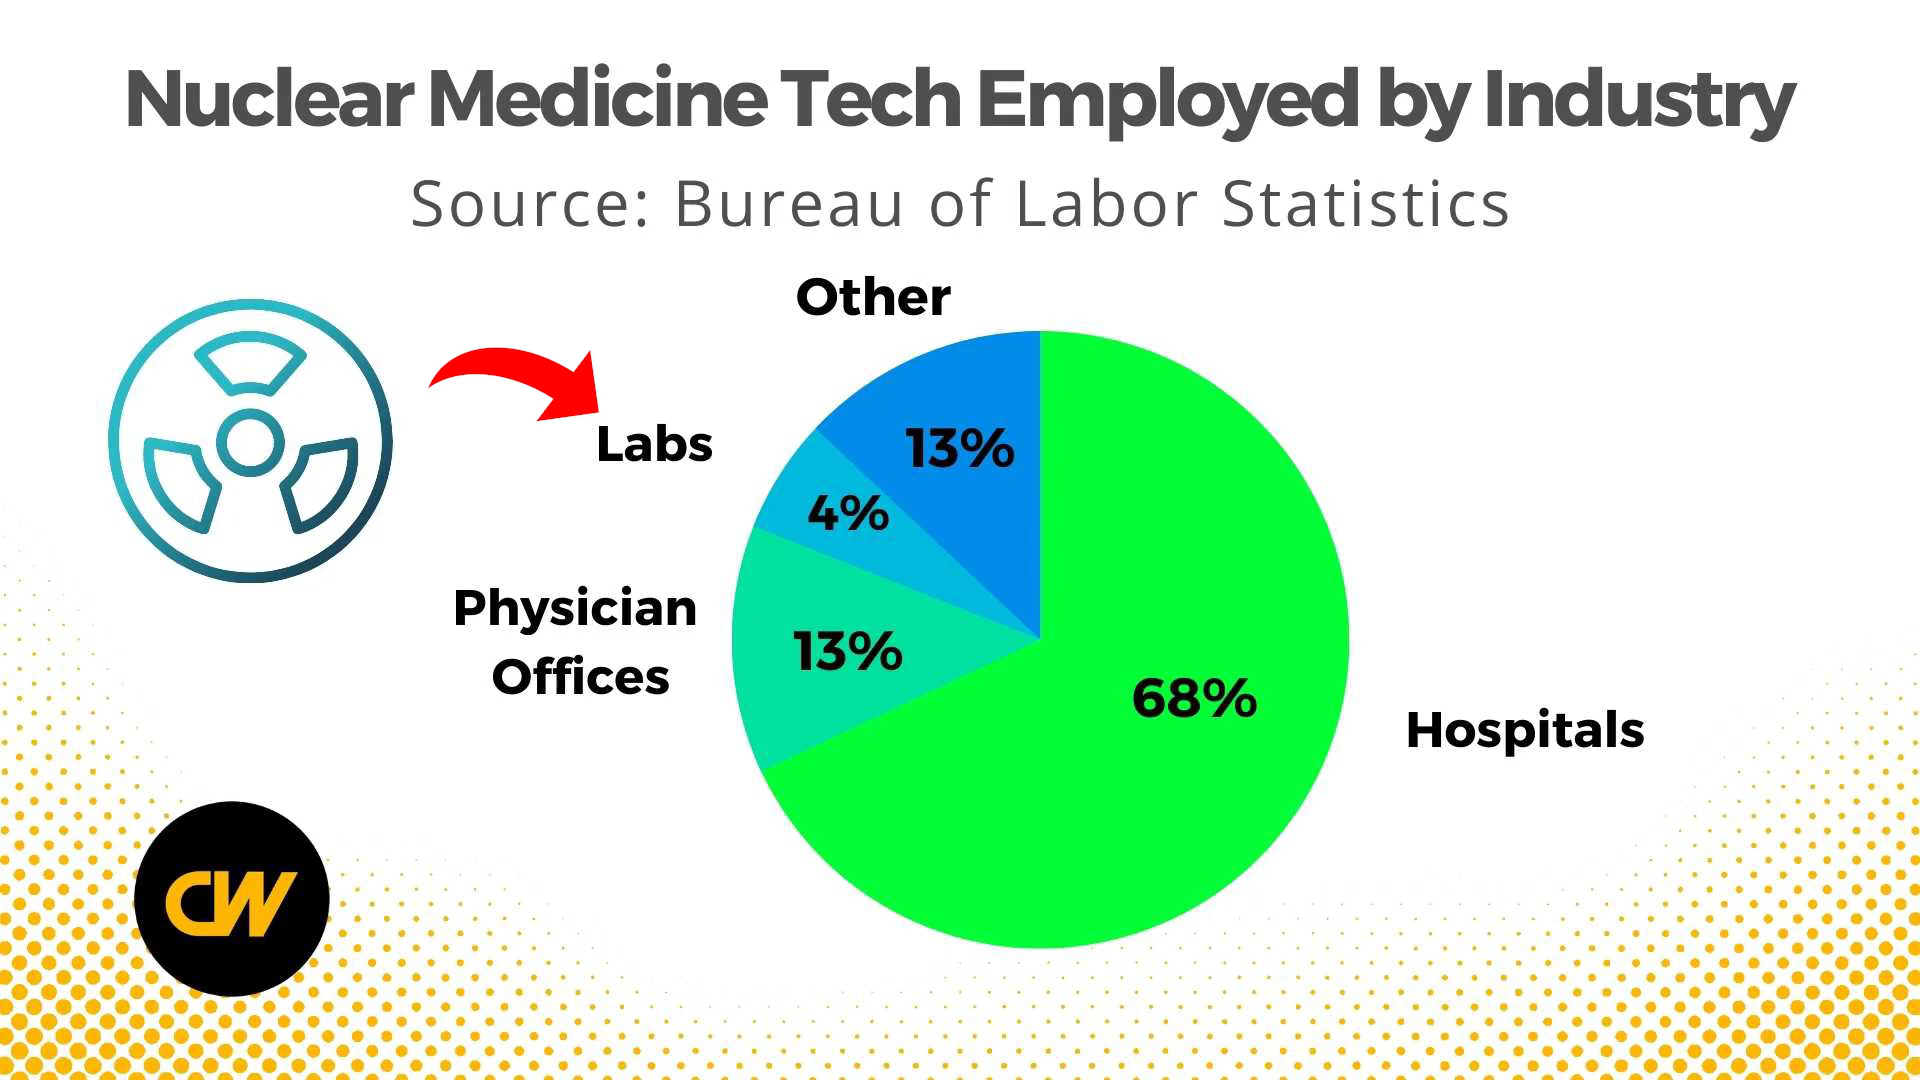 Nuclear Medicine Tech Employed by Industry
Source: Bureau of Labor Statistics
Other
Labs
13%
4%
Physician
Offices
13%
68%
Hospitals
CW